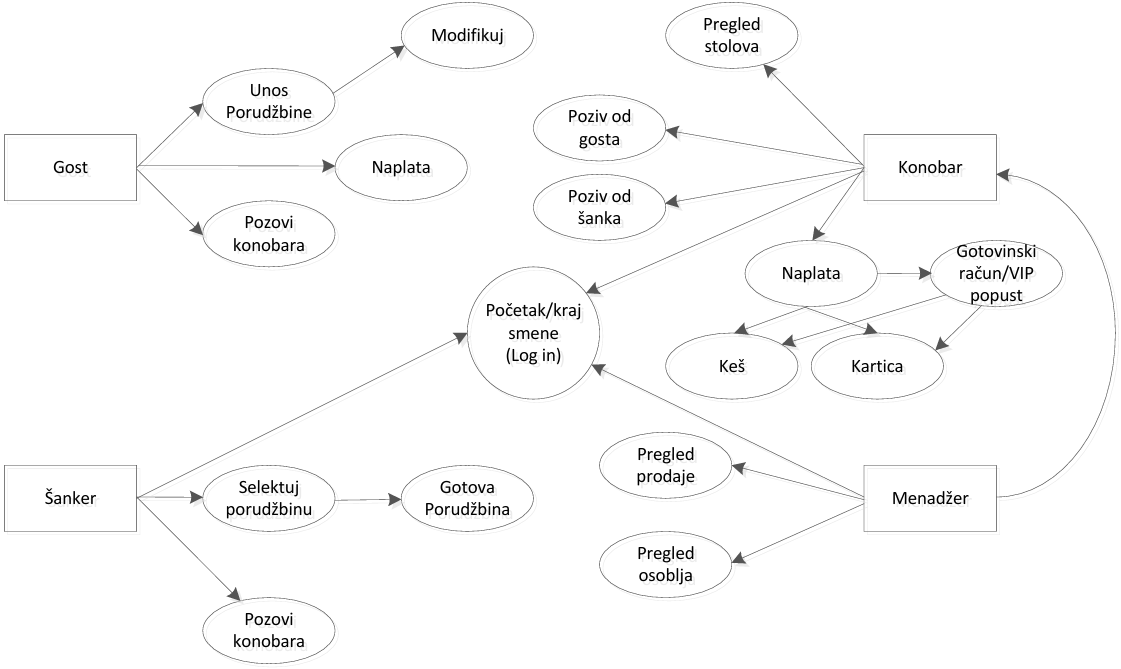 Modifikuj
Pregled
stolova
Unos
Porudžbine
Poziv od
gosta
Gost
Naplata
Konobar
Poziv od
šanka
Pozovi
konobara
Naplata
Gotovinski
račun/VIP
popust
Početak/kraj
smene
(Log in)
Keš
Kartica
Pregled
prodaje
Šanker
Selektuj
porudžbinu
Gotova
Porudžbina
Menadžer
Pregled
osoblja
Pozovi
konobara